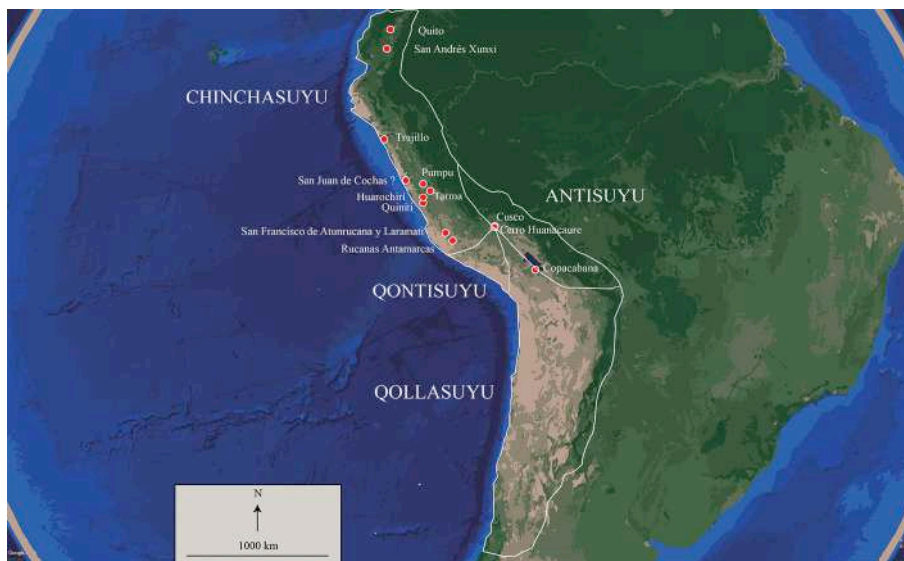 Quito
San Andrés Xunxi
CHINCHASUYU
Trujillo
Pumpu
San Juan de Cochas ?
Tarma
Huarochirí
Quinti
ANTISUYU
Cusco
Cerro Huanacaure
San Francisco de Atunrucana y Laramati
Rucanas Antamarcas
Copacabana
QONTISUYU
QOLLASUYU
N
1000 km
Google